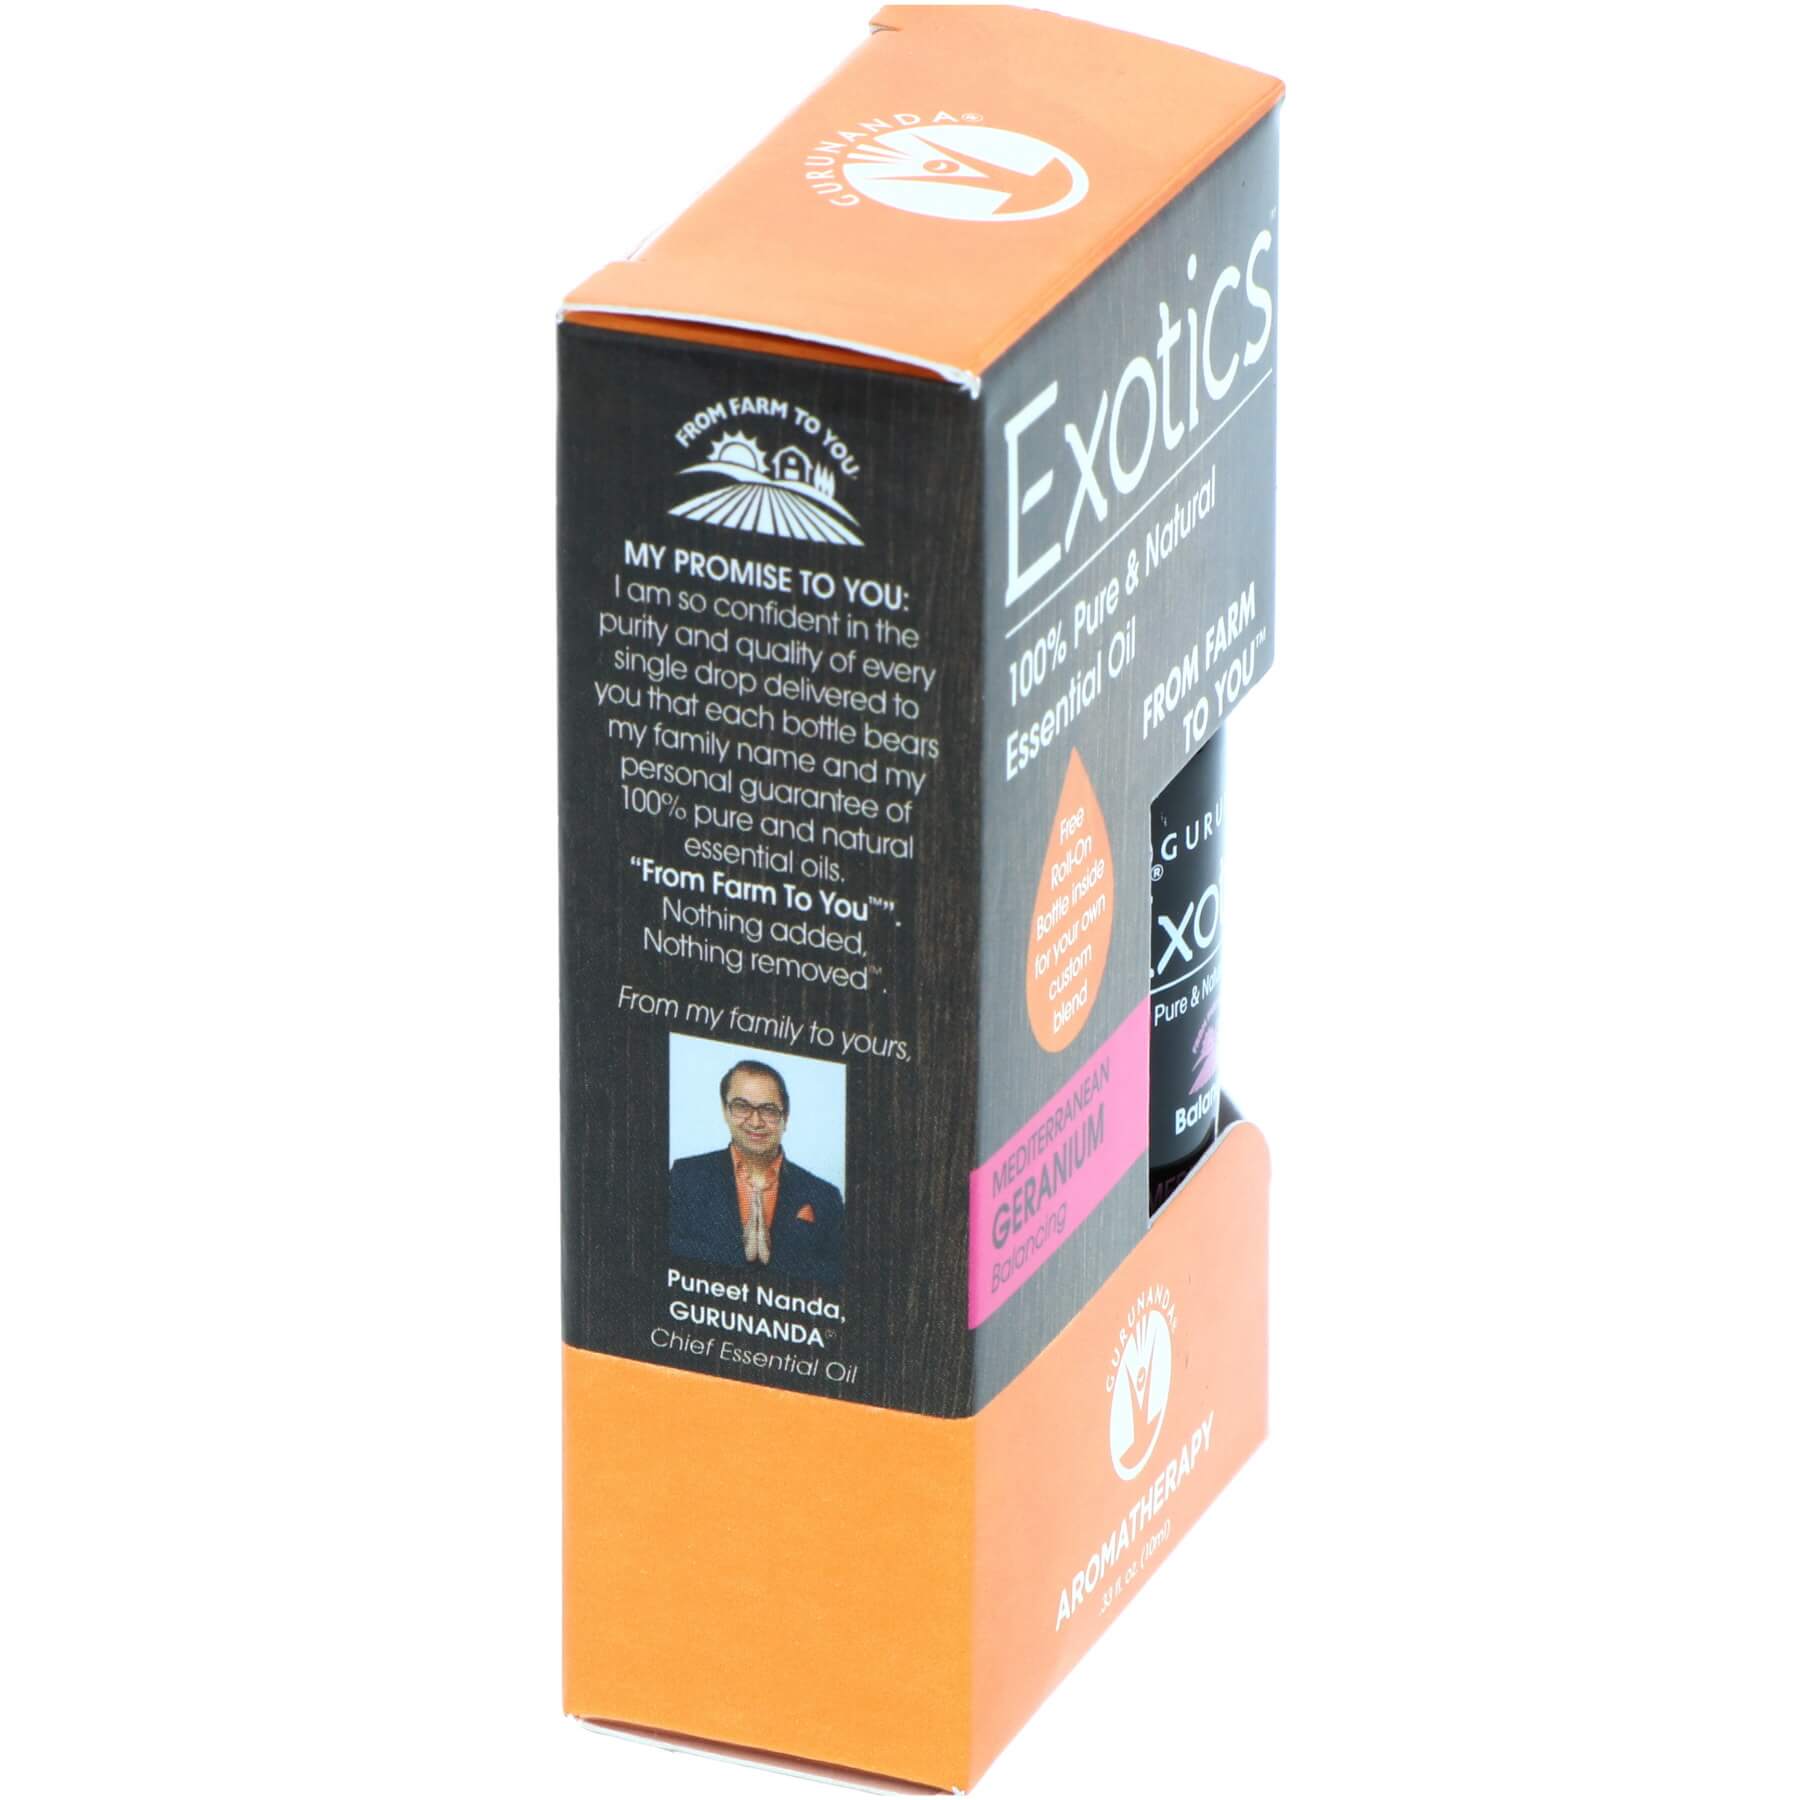 GURUNANDA®
FROM FARM TO YOU
MY PROMISE TO YOU:
I am so confident in the
purity and quality of every
single drop delivered to
you that each bottle bears
my family name and my
personal guarantee of
100% pure and natural
essential oils.
“From Farm To You™”.
Nothing added,
Nothing removed™.
From my family to yours,
Puneet Nanda,
GURUNANDA®
Chief Essential Oil
Exotics™
100% Pure & Natural
Essential Oil
FROM FARM
TO YOU™
Free
Roll-On
Bottle inside
for your own
custom
blend
MEDITERRANEAN
GERANIUM
Balancing
® GURU
xo
Pure & Natu
Balan
GURUNANDA®
AROMATHERAPY
.33 fl. oz. (10ml)